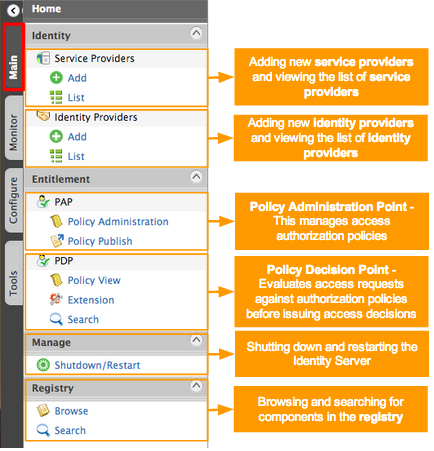 Home
Main
Monitor
Configure
Tools
Identity
Service Providers
Add
List
Identity Providers
Add
List
Entitlement
PAP
Policy Administration
Policy Publish
PDP
Policy View
Extension
Search
Manage
Shutdown/Restart
Registry
Browse
Search
Adding new service providers
and viewing the list of service
providers
Adding new identity providers
and viewing the list of identity
providers
Policy Administration Point -
This manages access
authorization policies
Policy Decision Point -
Evaluates access requests
against authorization policies
before issuing access decisions
Shutting down and restarting the
Identity Server
Browsing and searching for
components in the registry